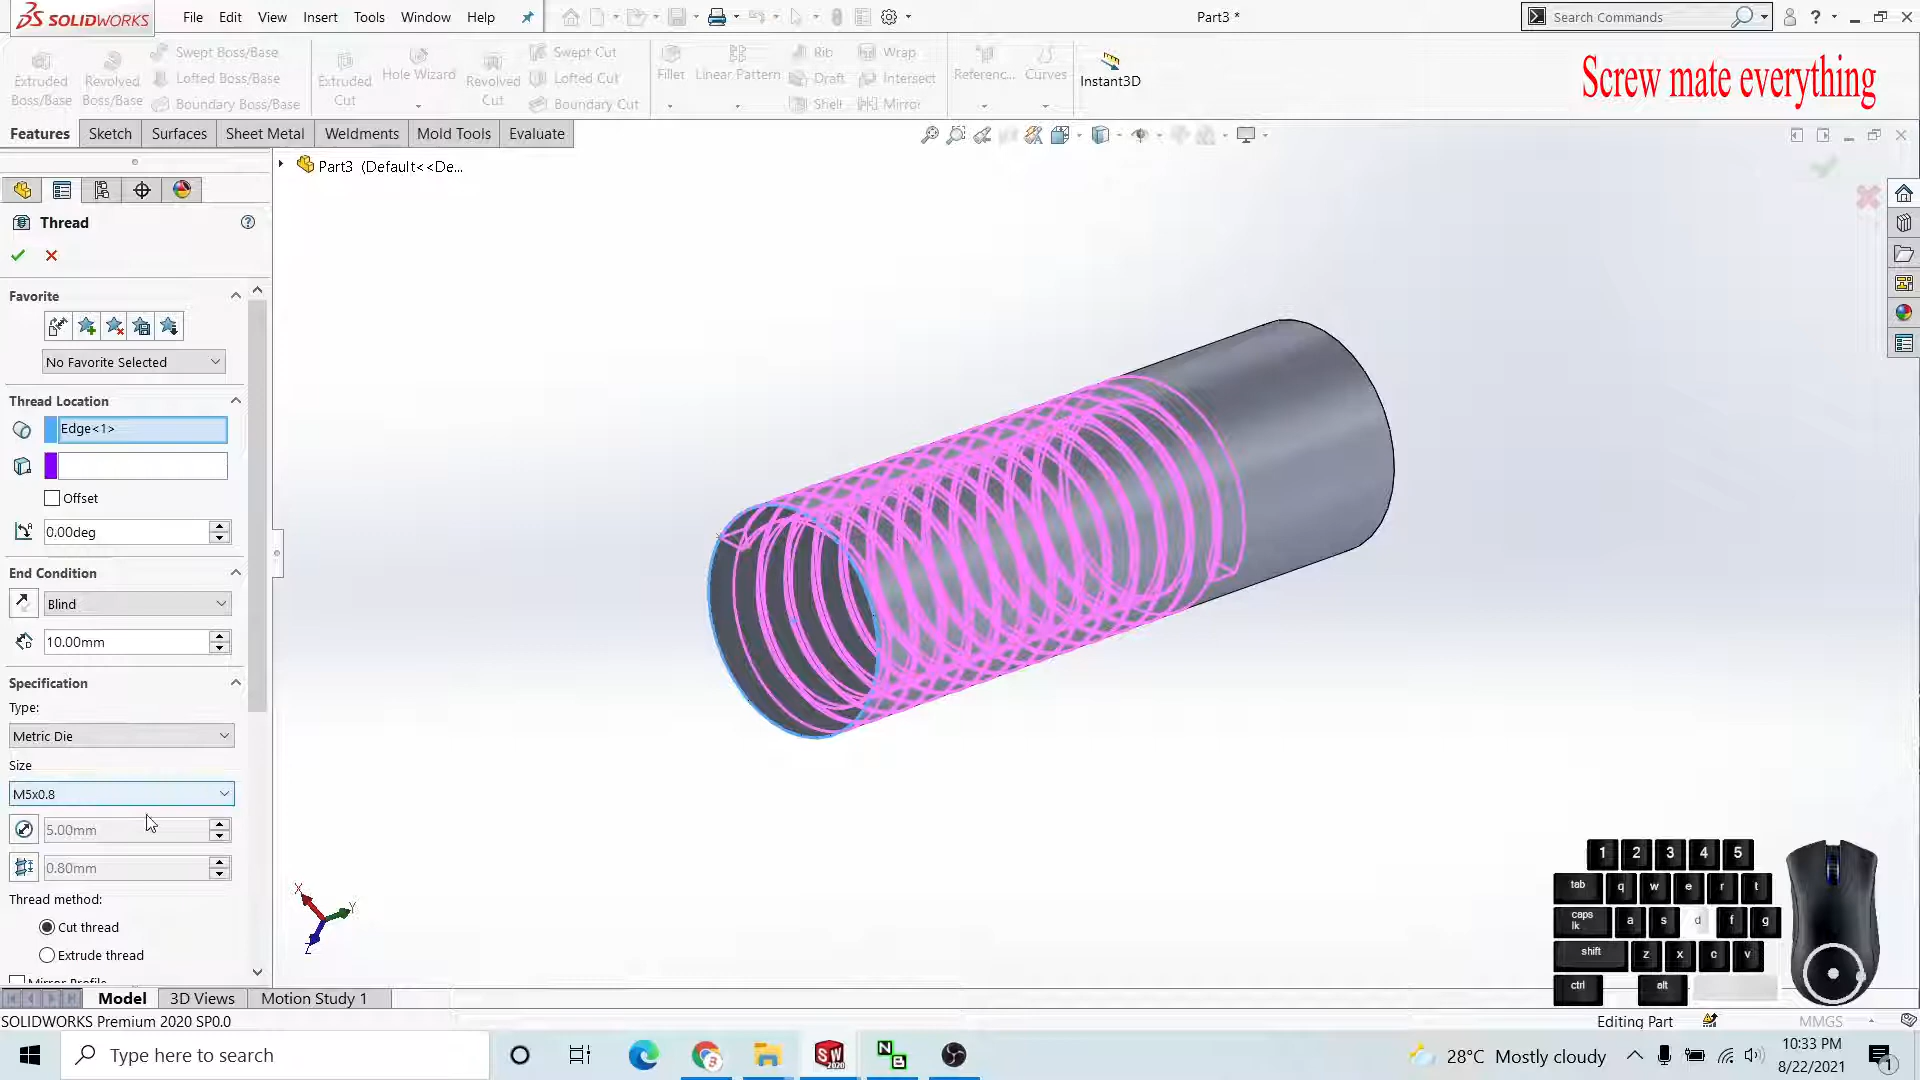 SOLIDWORKS
File Edit View Insert Tools Window Help
Part3 *
Search Commands
Extruded Boss/Base
Revolved Boss/Base
Swept Boss/Base
Lofted Boss/Base
Boundary Boss/Base
Extruded Cut
Hole Wizard
Revolved Cut
Swept Cut
Lofted Cut
Boundary Cut
Fillet
Linear Pattern
Rib
Draft
Shell
Wrap
Intersect
Mirror
Referenc...
Curves
Instant3D
Screw mate everything
Features Sketch Surfaces Sheet Metal Weldments Mold Tools Evaluate
Part3 (Default<<De...
Thread
Favorite
No Favorite Selected
Thread Location
Edge<1>
Offset
0.00deg
End Condition
Blind
10.00mm
Specification
Type:
Metric Die
Size
M5x0.8
5.00mm
0.80mm
Thread method:
Cut thread
Extrude thread
Mirror Profile
X
Y
Z
1 2 3 4 5
tab q w e r t
caps lk a s d f g
shift z x c v
ctrl alt
Model 3D Views Motion Study 1
SOLIDWORKS Premium 2020 SP0.0
Editing Part
MMGS
Type here to search
SW
2020
N
B
28°C Mostly cloudy
10:33 PM
8/22/2021
1